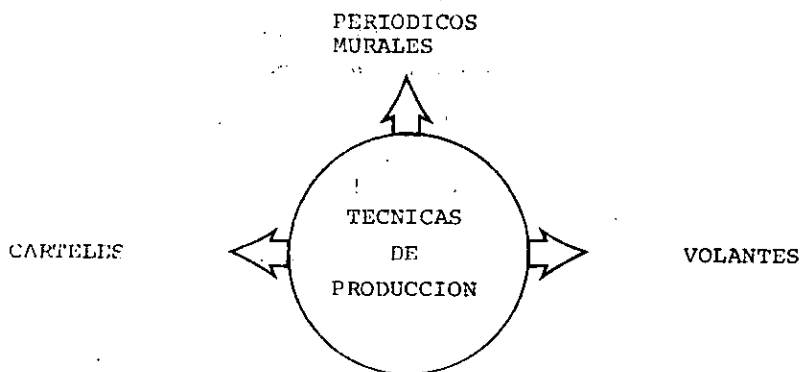 PERIODICOS
MURALES
TECNICAS
CARTELES
DE
VOLANTES
PRODUCCION